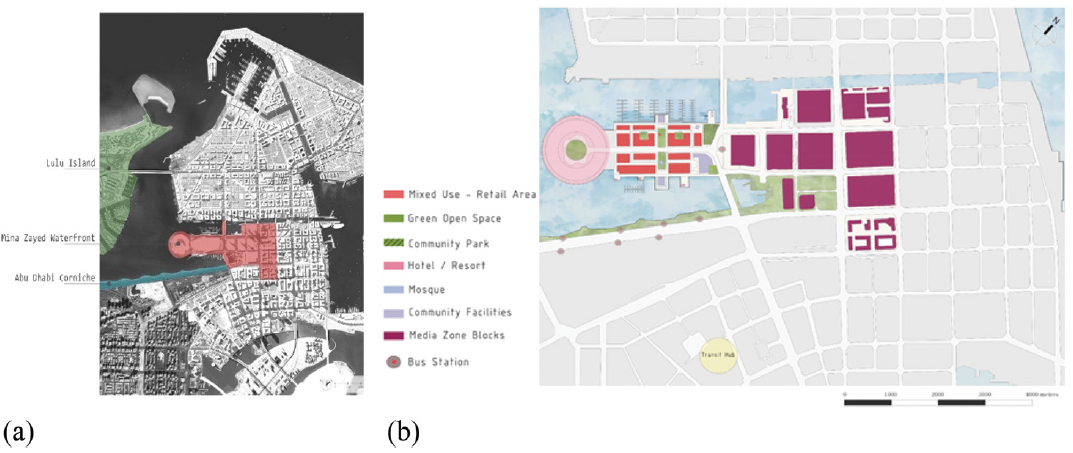 Lulu Island
Mina Zayed Waterfront
Abu Dhabi Corniche
Mixed Use - Retail Area
Green Open Space
Community Park
Hotel / Resort
Mosque
Community Facilities
Media Zone Blocks
Bus Station
N
Transit Hub
0 1000 2000 3000 4000 meters
(a)
(b)